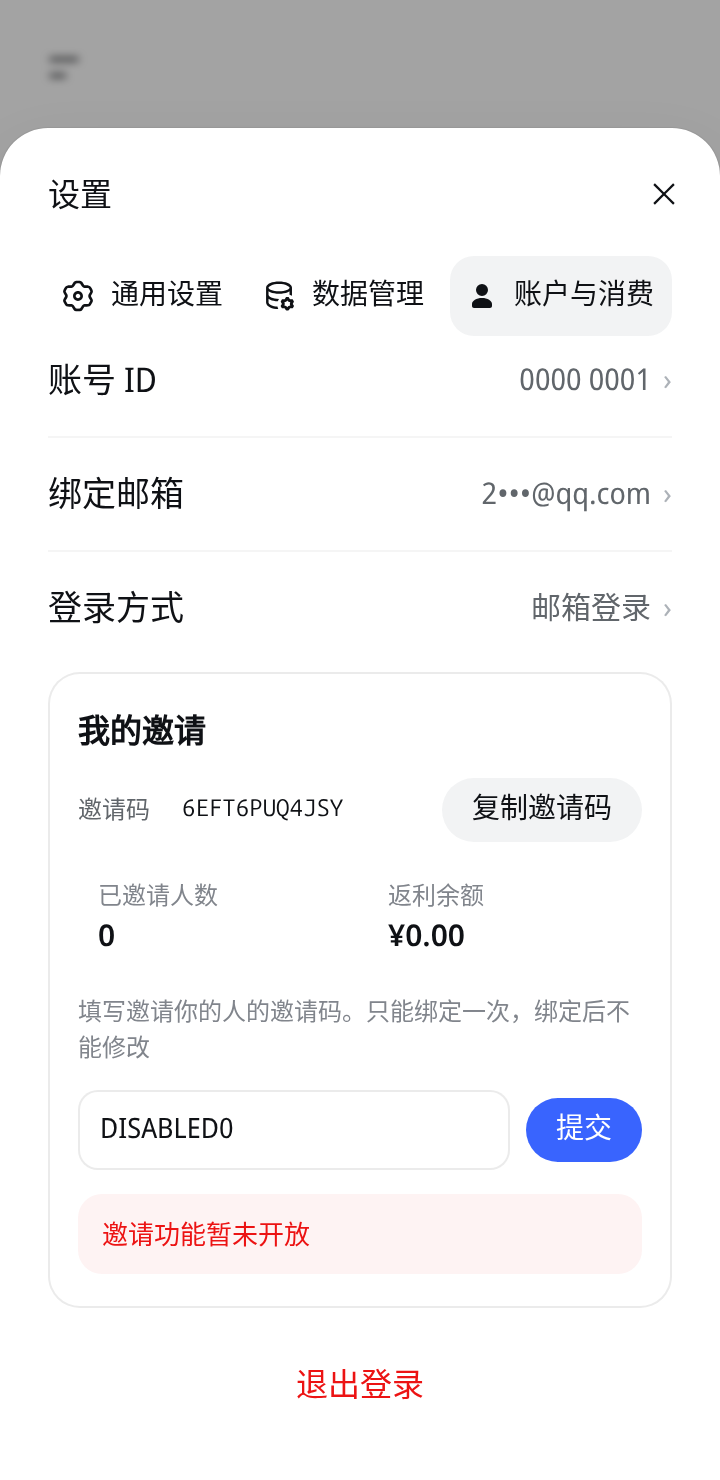 设置
通用设置 数据管理 账户与消费
账号 ID 0000 0001 ›
绑定邮箱 2•••@qq.com ›
登录方式 邮箱登录 ›
我的邀请
邀请码 6EFT6PUQ4JSY 复制邀请码
已邀请人数 返利余额
0 ¥0.00
填写邀请你的人的邀请码。只能绑定一次，绑定后不
能修改
DISABLED0 提交
邀请功能暂未开放
退出登录